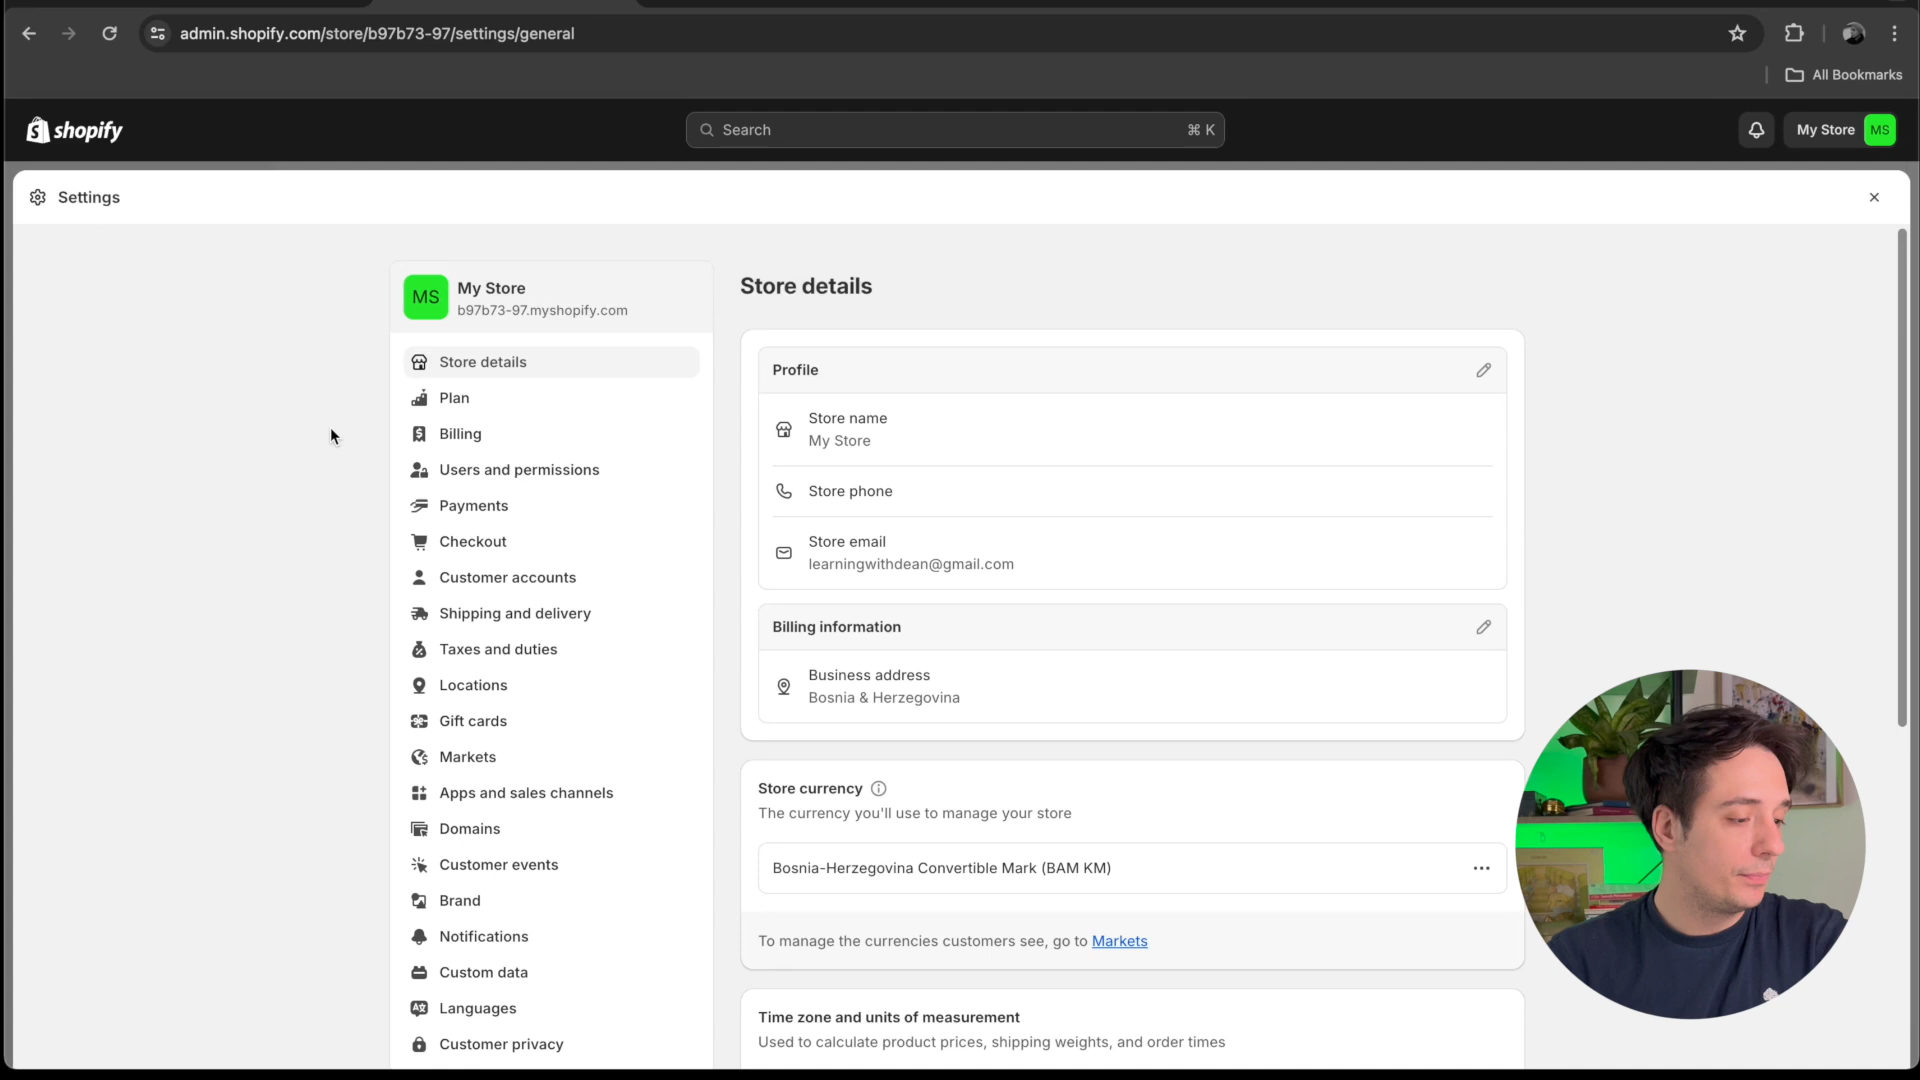 admin.shopify.com/store/b97b73-97/settings/general
All Bookmarks
shopify
Search
⌘ K
My Store
MS
Settings
MS
My Store
b97b73-97.myshopify.com
Store details
Plan
Billing
Users and permissions
Payments
Checkout
Customer accounts
Shipping and delivery
Taxes and duties
Locations
Gift cards
Markets
Apps and sales channels
Domains
Customer events
Brand
Notifications
Custom data
Languages
Customer privacy
Store details
Profile
Store name
My Store
Store phone
Store email
learningwithdean@gmail.com
Billing information
Business address
Bosnia & Herzegovina
Store currency
The currency you'll use to manage your store
Bosnia-Herzegovina Convertible Mark (BAM KM)
To manage the currencies customers see, go to Markets
Time zone and units of measurement
Used to calculate product prices, shipping weights, and order times